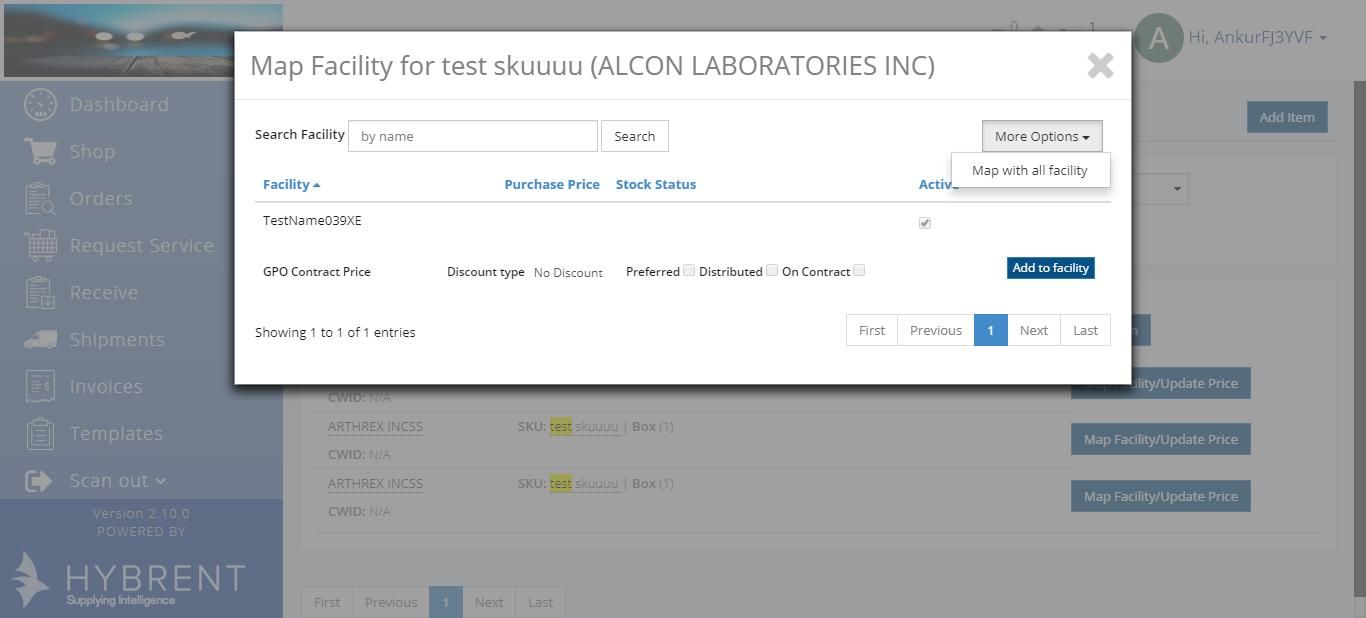 0
1
A
Hi, AnkurFJ3YVF
Map Facility for test skuuuu (ALCON LABORATORIES INC)
Dashboard
Shop
Orders
Request Service
Receive
Shipments
Invoices
Templates
Scan out
Version 2.10.0
POWERED BY
HYBRENT
Supplying Intelligence
Add Item
Search Facility by name Search More Options
Map with all facility
Facility Purchase Price Stock Status Active
TestName039XE
GPO Contract Price Discount type No Discount Preferred Distributed On Contract Add to facility
Showing 1 to 1 of 1 entries First Previous 1 Next Last
Map Facility/Update Price
CWID: N/A
ARTHREX INCSS SKU: test skuuuu | Box (1)
Map Facility/Update Price
CWID: N/A
ARTHREX INCSS SKU: test skuuuu | Box (1)
Map Facility/Update Price
CWID: N/A
First Previous 1 Next Last